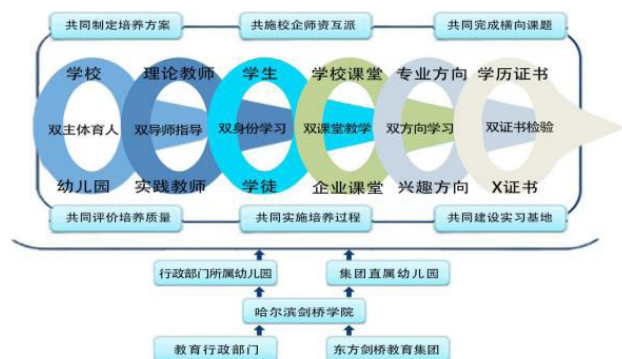 共同制定培养方案 共施校企师资互派 共同完成横向课题
学校 理论教师 学生 学校课堂 专业方向 学历证书
双主体育人 双导师指导 双身份学习 双课堂教学 双方向学习 双证书检验
幼儿园 实践教师 学徒 企业课堂 兴趣方向 X证书
共同评价培养质量 共同实施培养过程 共同建设实习基地
行政部门所属幼儿园 集团直属幼儿园
哈尔滨剑桥学院
教育行政部门 东方剑桥教育集团